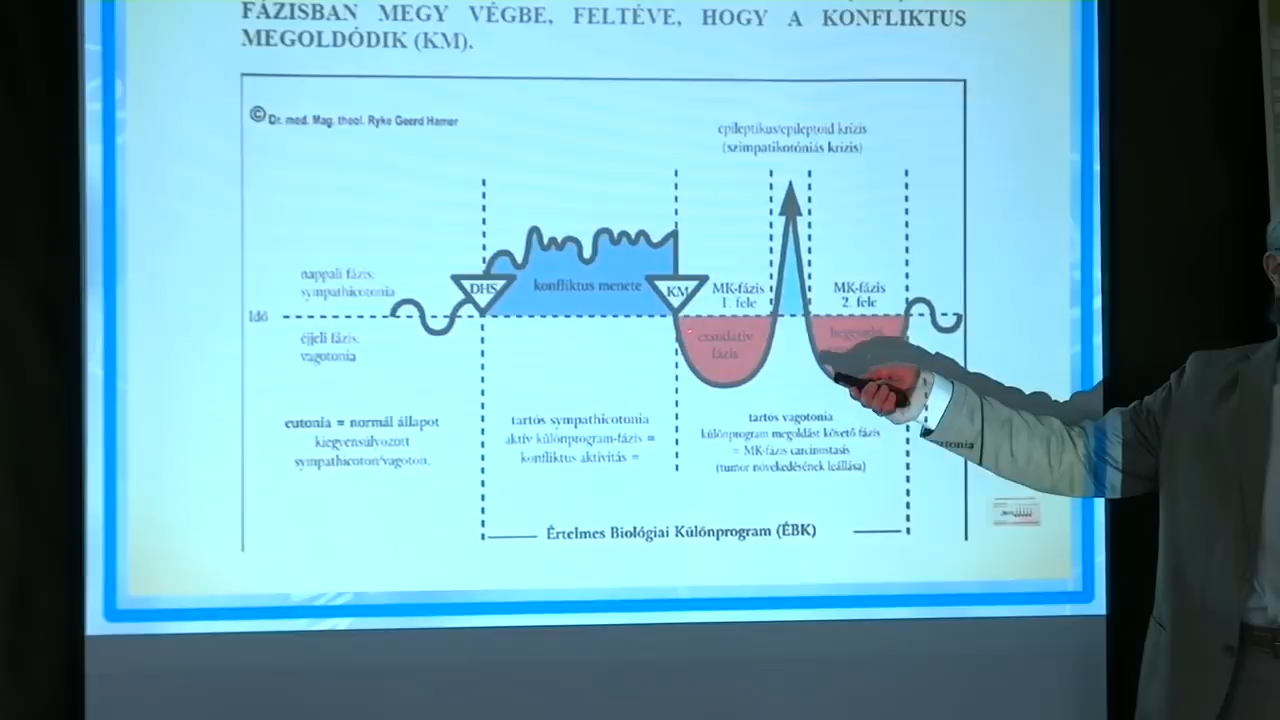 FÁZISBAN MEGY VÉGBE, FELTÉVE, HOGY A KONFLIKTUS
MEGOLDÓDIK (KM).
© Dr. med. Mag. theol. Ryke Geerd Hamer
epileptikus/epileptoid krízis
(szimpatikotóniás krízis)
nappali fázis:
sympathicotonia
DHS
konfliktus menete
KM
MK-fázis
1. fele
MK-fázis
2. fele
Idő
éjjeli fázis:
vagotonia
exsudatív
fázis
eutonia = normál állapot
kiegyensúlyozott
sympathicoton/vagoton.
tartós sympathicotonia
aktív különprogram-fázis =
konfliktus aktivitás =
tartós vagotonia
különprogram megoldást követő fázis
= MK-fázis carcinostasis
(tumor növekedésének leállása)
Értelmes Biológiai Különprogram (ÉBK)